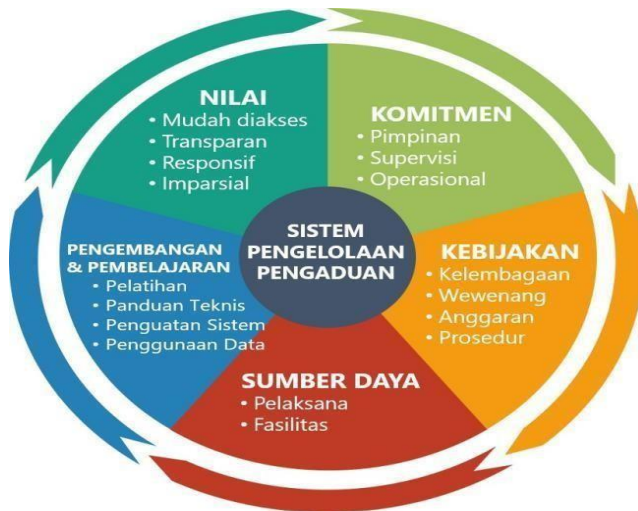 NILAI
• Mudah diakses
• Transparan
• Responsif
• Imparsial
KOMITMEN
• Pimpinan
• Supervisi
• Operasional
SISTEM
PENGELOLAAN
PENGADUAN
PENGEMBANGAN
& PEMBELAJARAN
• Pelatihan
• Panduan Teknis
• Penguatan Sistem
• Penggunaan Data
KEBIJAKAN
• Kelembagaan
• Wewenang
• Anggaran
• Prosedur
SUMBER DAYA
• Pelaksana
• Fasilitas